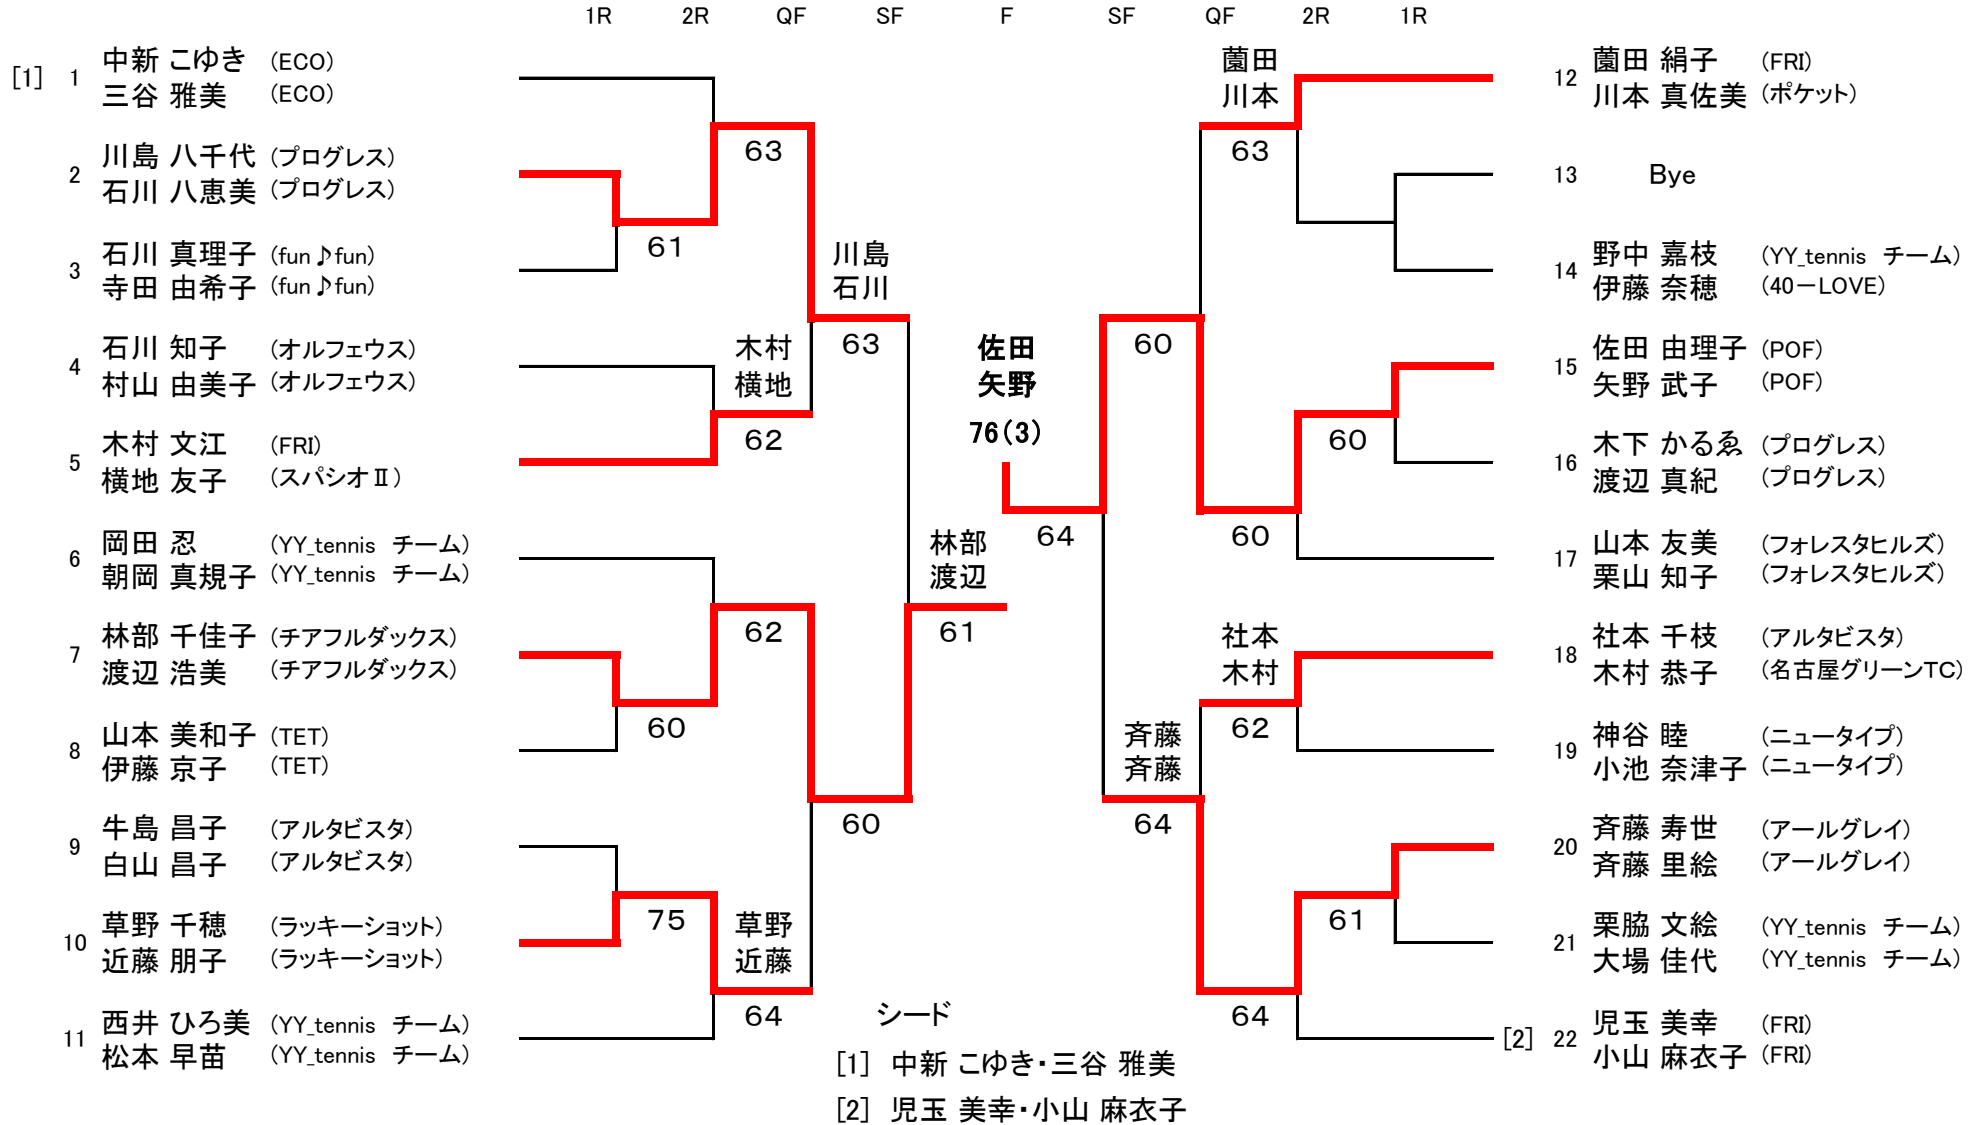 1R 2R QF SF F SF QF 2R 1R
[1] 1 中新 こゆき (ECO)
三谷 雅美 (ECO)
2 川島 八千代 (プログレス)
石川 八恵美 (プログレス)
3 石川 真理子 (fun♪fun)
寺田 由希子 (fun♪fun)
4 石川 知子 (オルフェウス)
村山 由美子 (オルフェウス)
5 木村 文江 (FRI)
横地 友子 (スパシオⅡ)
6 岡田 忍 (YY_tennis チーム)
朝岡 真規子 (YY_tennis チーム)
7 林部 千佳子 (チアフルダックス)
渡辺 浩美 (チアフルダックス)
8 山本 美和子 (TET)
伊藤 京子 (TET)
9 牛島 昌子 (アルタビスタ)
白山 昌子 (アルタビスタ)
10 草野 千穂 (ラッキーショット)
近藤 朋子 (ラッキーショット)
11 西井 ひろ美 (YY_tennis チーム)
松本 早苗 (YY_tennis チーム)
61
60
75
63
木村
横地
62
62
草野
近藤
64
川島
石川
63
60
林部
渡辺
61
佐田
矢野
76(3)
64
60
斉藤
斉藤
64
薗田
川本
63
60
社本
木村
62
64
60
61
12 薗田 絹子 (FRI)
川本 真佐美 (ポケット)
13 Bye
14 野中 嘉枝 (YY_tennis チーム)
伊藤 奈穂 (40-LOVE)
15 佐田 由理子 (POF)
矢野 武子 (POF)
16 木下 かるゑ (プログレス)
渡辺 真紀 (プログレス)
17 山本 友美 (フォレスタヒルズ)
栗山 知子 (フォレスタヒルズ)
18 社本 千枝 (アルタビスタ)
木村 恭子 (名古屋グリーンTC)
19 神谷 睦 (ニュータイプ)
小池 奈津子 (ニュータイプ)
20 斉藤 寿世 (アールグレイ)
斉藤 里絵 (アールグレイ)
21 栗脇 文絵 (YY_tennis チーム)
大場 佳代 (YY_tennis チーム)
[2] 22 児玉 美幸 (FRI)
小山 麻衣子 (FRI)
シード
[1] 中新 こゆき・三谷 雅美
[2] 児玉 美幸・小山 麻衣子